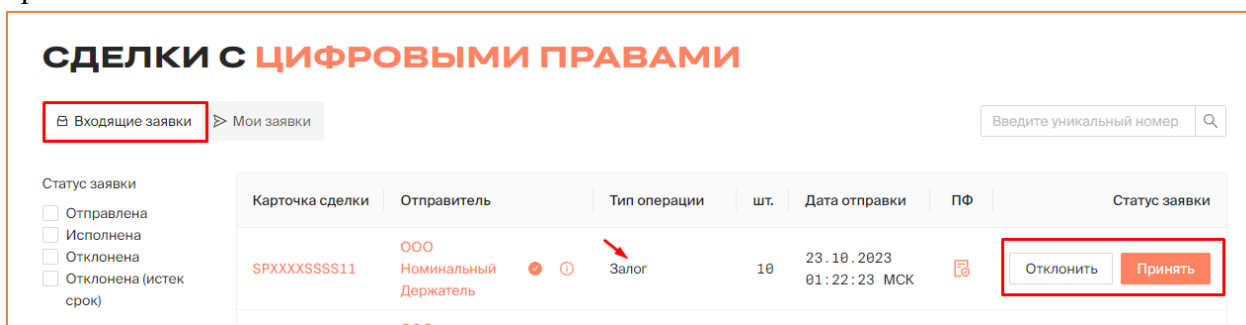 СДЕЛКИ С ЦИФРОВЫМИ ПРАВАМИ
Входящие заявки
Мои заявки
Введите уникальный номер
Статус заявки
Отправлена
Исполнена
Отклонена
Отклонена (истек
срок)
Карточка сделки
Отправитель
Тип операции
шт.
Дата отправки
ПФ
Статус заявки
SPXXXXSSSS11
ООО
Номинальный
Держатель
Залог
10
23.10.2023
01:22:23 МСК
Отклонить
Принять